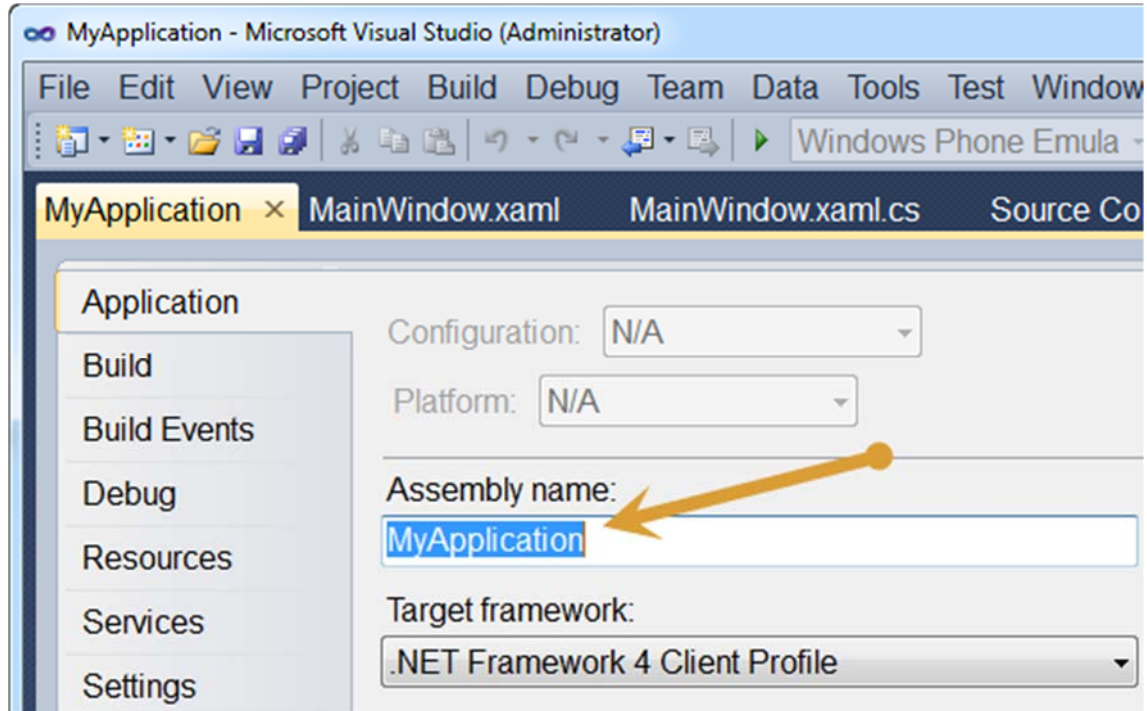 MyApplication - Microsoft Visual Studio (Administrator)
File Edit View Project Build Debug Team Data Tools Test Window
Windows Phone Emula
MyApplication × MainWindow.xaml MainWindow.xaml.cs Source Co
Application
Configuration: N/A
Build
Platform: N/A
Build Events
Debug
Assembly name:
MyApplication
Resources
Target framework:
Services
.NET Framework 4 Client Profile
Settings